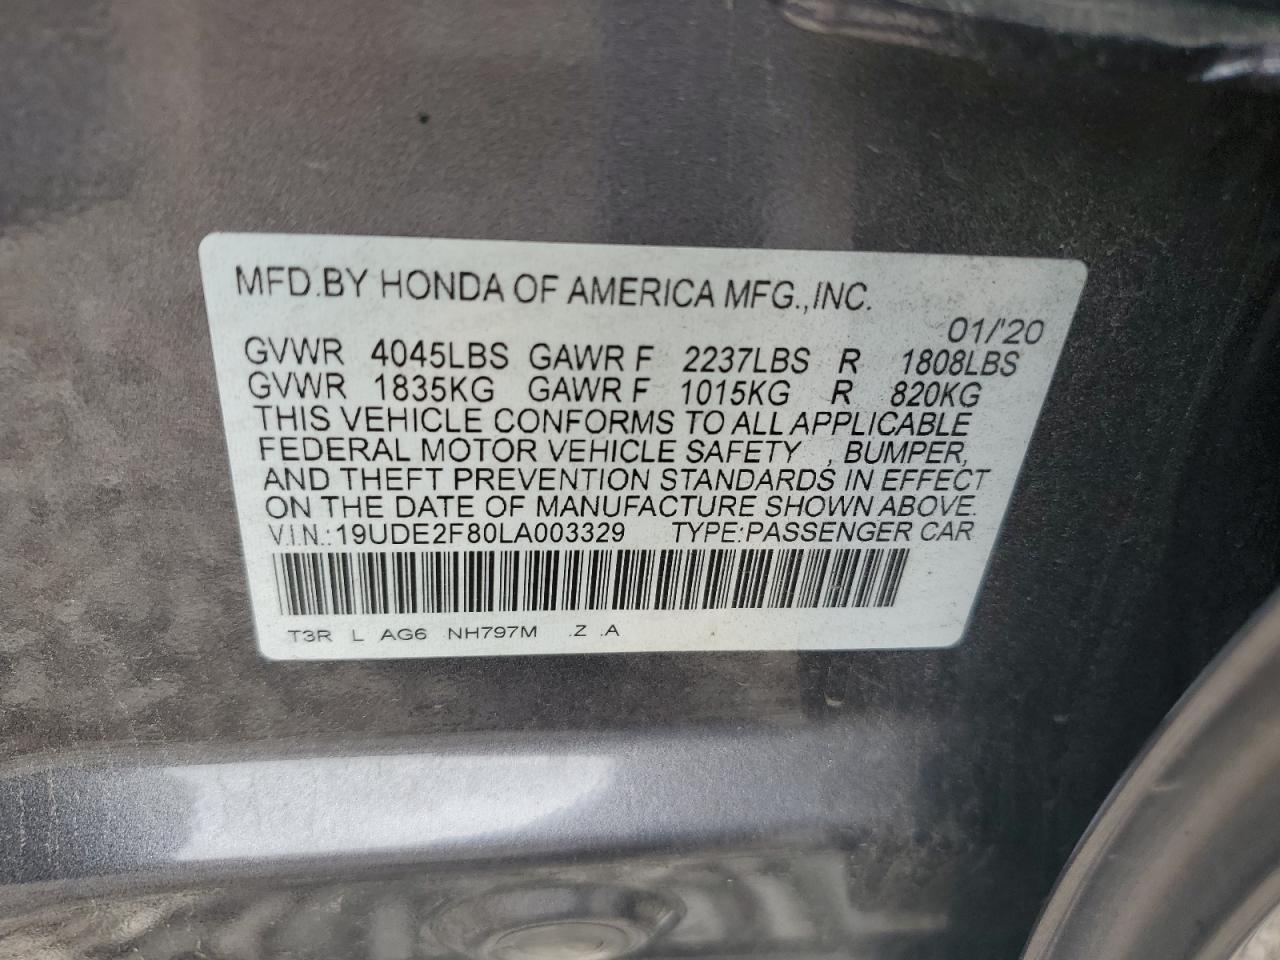 MFD.BY HONDA OF AMERICA MFG.,INC.
01/'20
GVWR 4045LBS GAWR F 2237LBS R 1808LBS
GVWR 1835KG GAWR F 1015KG R 820KG
THIS VEHICLE CONFORMS TO ALL APPLICABLE
FEDERAL MOTOR VEHICLE SAFETY , BUMPER,
AND THEFT PREVENTION STANDARDS IN EFFECT
ON THE DATE OF MANUFACTURE SHOWN ABOVE.
V.I.N.:19UDE2F80LA003329 TYPE:PASSENGER CAR
T3R L AG6 NH797M .Z .A